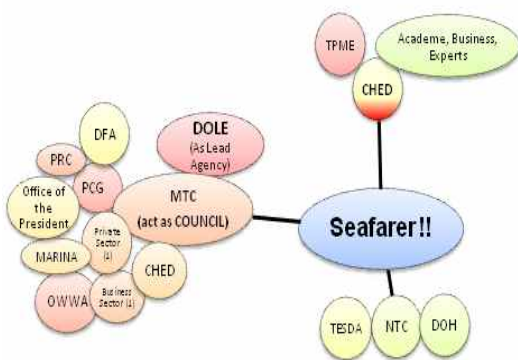 TPME
Academe, Business,
Experts
CHED
DFA
DOLE
(As Lead
Agency)
PRC
PCG
Office of
the
President
MTC
(act as COUNCIL)
Seafarer!!
Private
Sector
(1)
MARINA
CHED
OWWA
Business
Sector (1)
TESDA
NTC
DOH